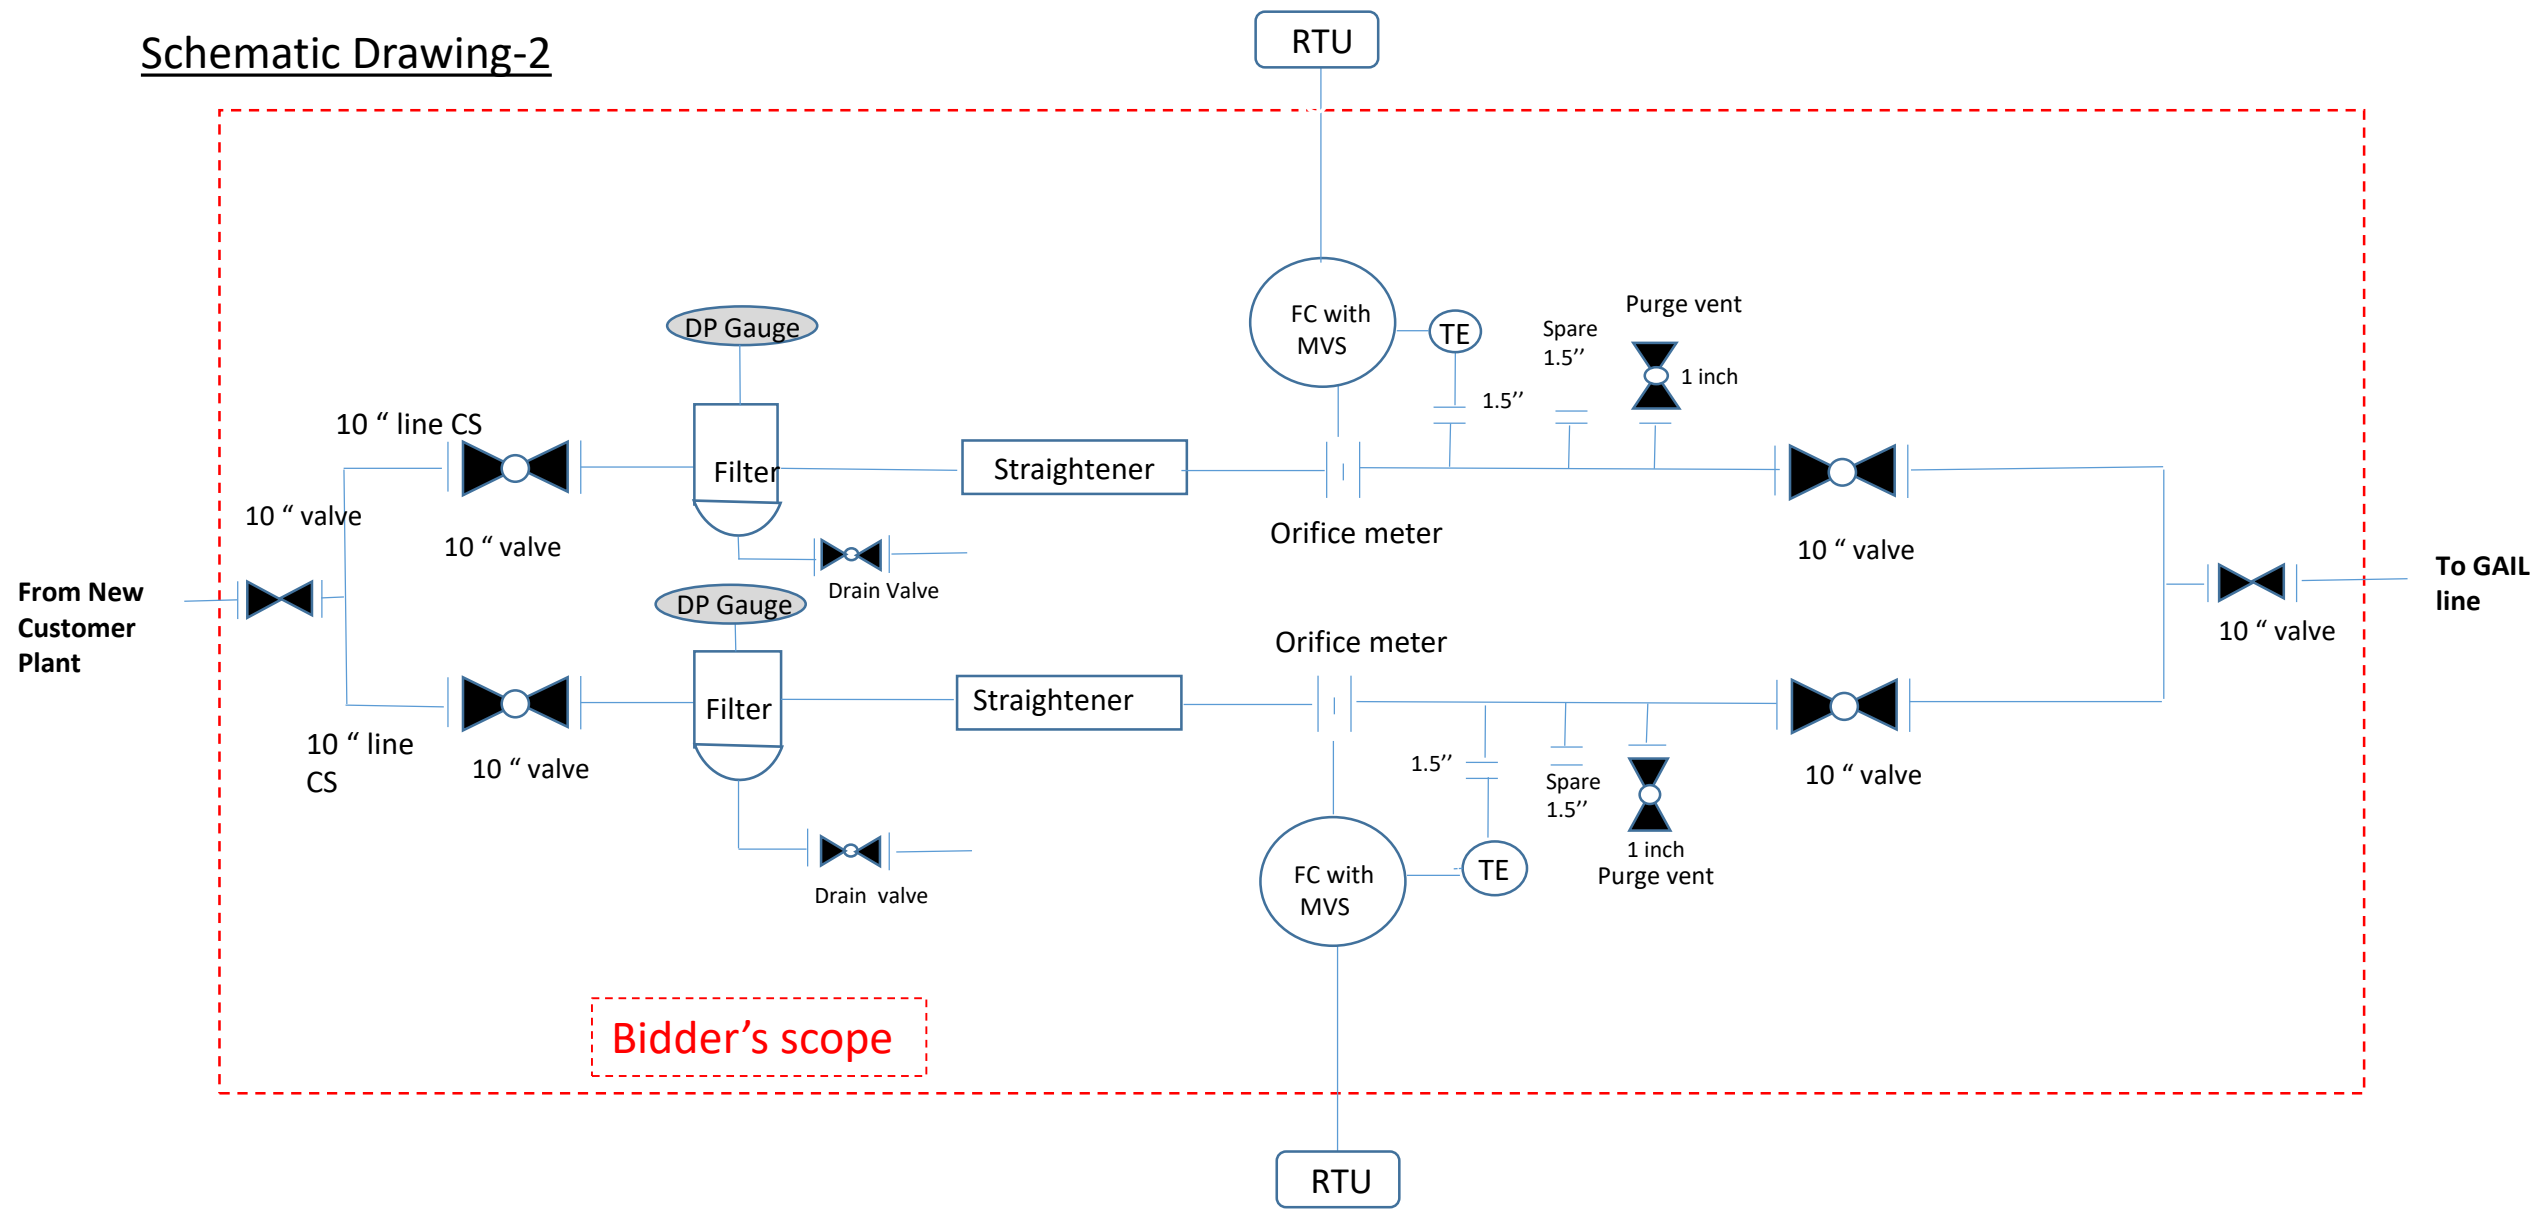 Schematic Drawing-2
RTU
Purge vent
DP Gauge
FC with
MVS
TE
Spare
1.5’’
1 inch
1.5’’
10 “ line CS
Filter
Straightener
10 “ valve
10 “ valve
Orifice meter
10 “ valve
Drain Valve
From New
Customer
Plant
To GAIL
line
DP Gauge
10 “ valve
Orifice meter
Filter
Straightener
10 “ line
CS
10 “ valve
1.5’’
Spare
1.5’’
10 “ valve
1 inch
Purge vent
TE
FC with
MVS
Drain  valve
Bidder’s scope
RTU